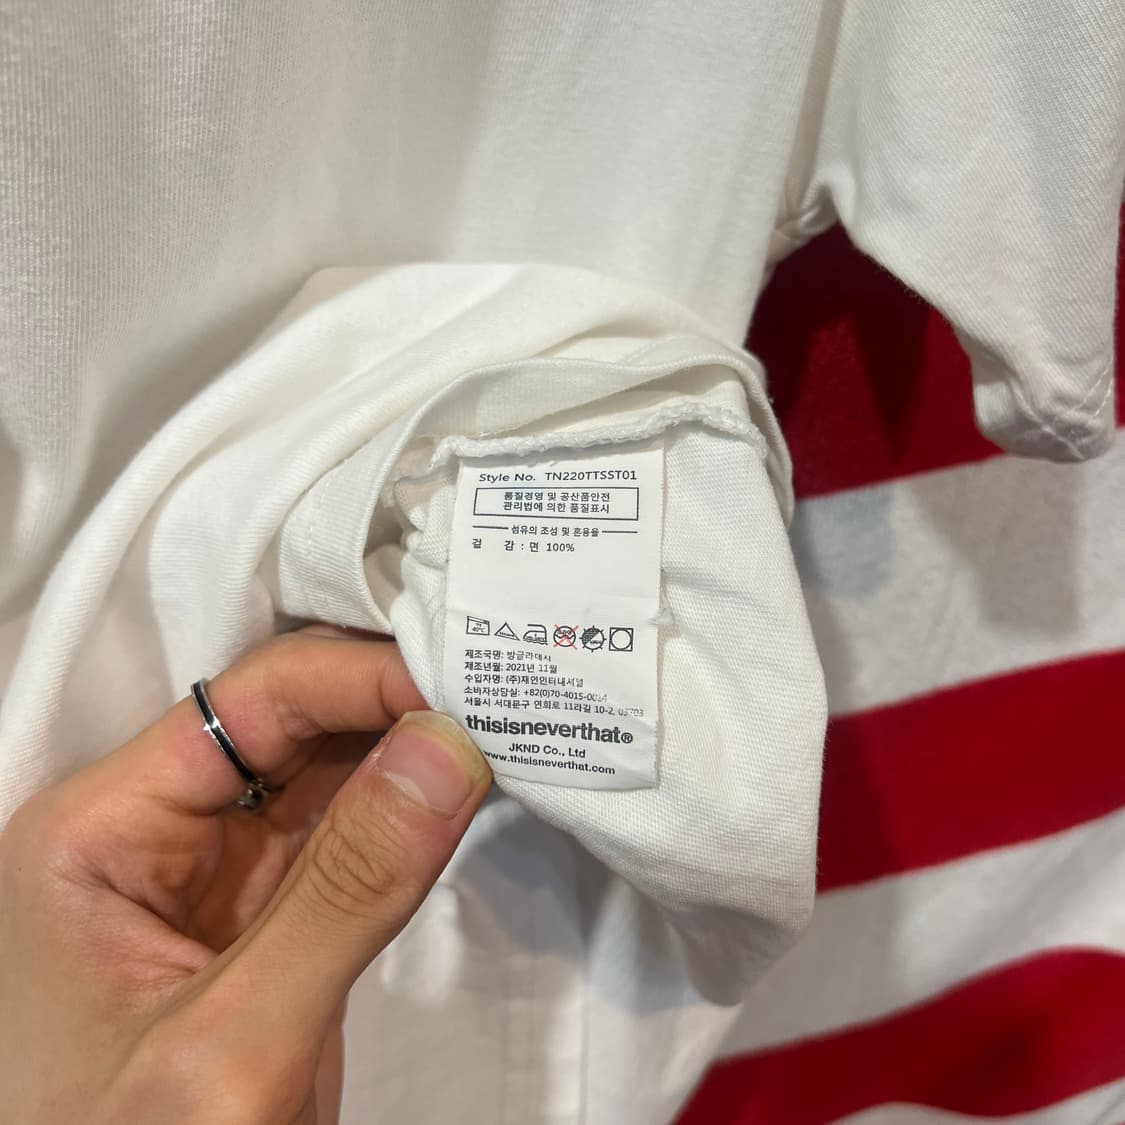 Style No. TN220TTSST01
품질경영 및 공산품안전
관리법에 의한 품질표시
섬유의 조성 및 혼용율
겉 감 : 면 100%
40℃
제조국명: 방글라데시
제조년월: 2021년 11월
수입자명: (주)재인인터내셔널
소비자상담실: +82(0)70-4015-0014
서울시 서대문구 연희로 11라길 10-2, 03703
thisisneverthat®
JKND Co., Ltd
www.thisisneverthat.com